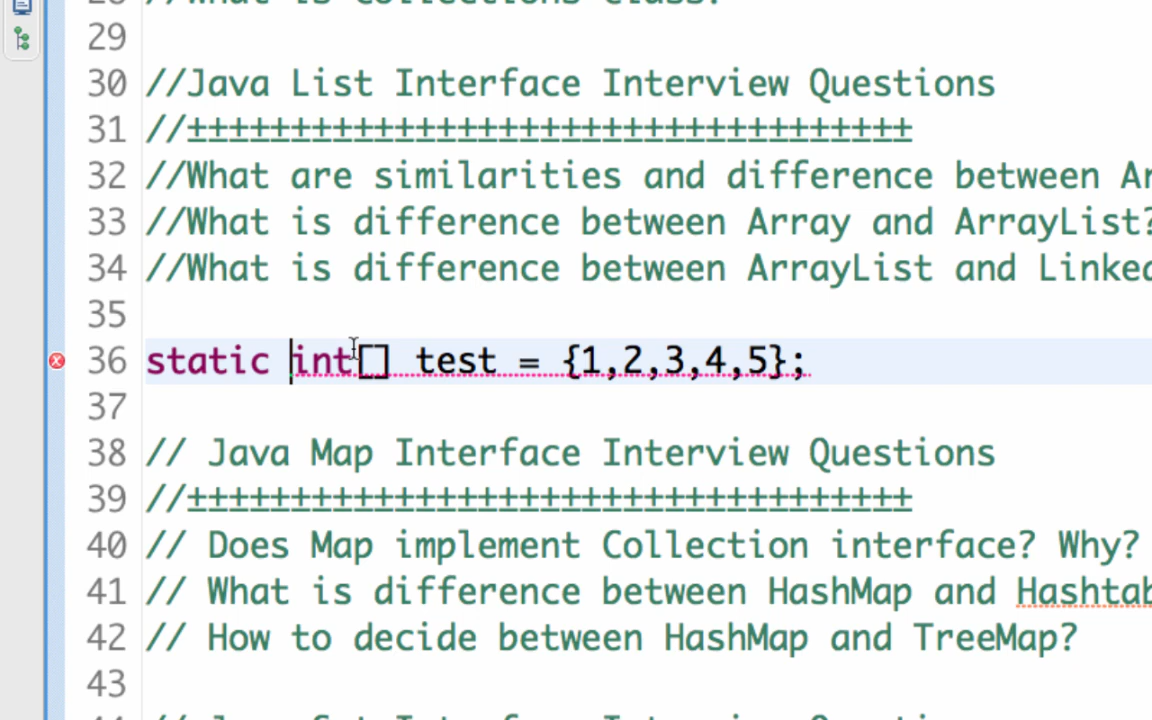 29
30 //Java List Interface Interview Questions
31 //±±±±±±±±±±±±±±±±±±±±±±±±±±±±±±±±±±±
32 //What are similarities and difference between Ar
33 //What is difference between Array and ArrayList?
34 //What is difference between ArrayList and Linked
35
36 static int[] test = {1,2,3,4,5};
37
38 // Java Map Interface Interview Questions
39 //±±±±±±±±±±±±±±±±±±±±±±±±±±±±±±±±±±±
40 // Does Map implement Collection interface? Why?
41 // What is difference between HashMap and Hashtab
42 // How to decide between HashMap and TreeMap?
43